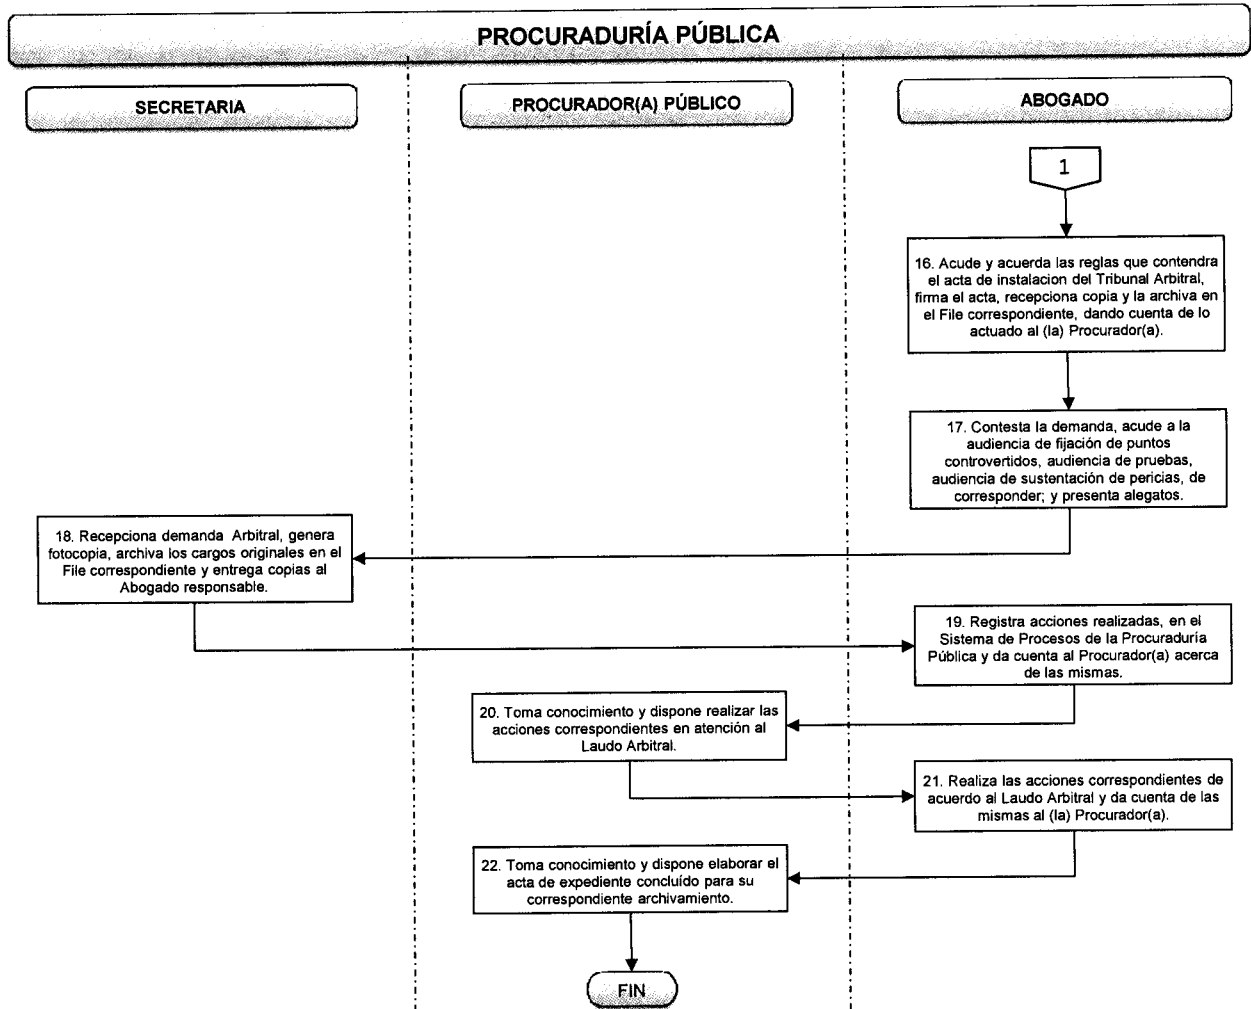 PROCURADURÍA PÚBLICA
SECRETARIA
PROCURADOR(A) PÚBLICO
ABOGADO
1
16. Acude y acuerda las reglas que contendra
el acta de instalacion del Tribunal Arbitral,
firma el acta, recepciona copia y la archiva en
el File correspondiente, dando cuenta de lo
actuado al (la) Procurador(a).
17. Contesta la demanda, acude a la
audiencia de fijación de puntos
controvertidos, audiencia de pruebas,
audiencia de sustentación de pericias, de
corresponder; y presenta alegatos.
18. Recepciona demanda Arbitral, genera
fotocopia, archiva los cargos originales en el
File correspondiente y entrega copias al
Abogado responsable.
19. Registra acciones realizadas, en el
Sistema de Procesos de la Procuraduría
Pública y da cuenta al Procurador(a) acerca
de las mismas.
20. Toma conocimiento y dispone realizar las
acciones correspondientes en atención al
Laudo Arbitral.
21. Realiza las acciones correspondientes de
acuerdo al Laudo Arbitral y da cuenta de las
mismas al (la) Procurador(a).
22. Toma conocimiento y dispone elaborar el
acta de expediente concluído para su
correspondiente archivamiento.
FIN